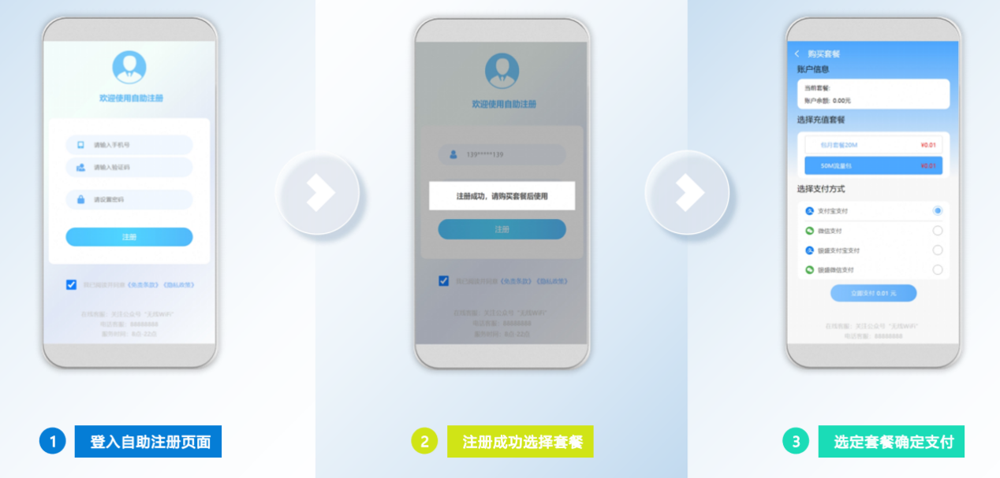 欢迎使用自助注册
请输入手机号
请输入验证码
请设置密码
注册
我已阅读并同意《免责条款》《隐私政策》
在线客服：关注公众号“无线WiFi”
电话客服：88888888
服务时间：8点-22点
1 登入自助注册页面
欢迎使用自助注册
139*****139
注册成功，请购买套餐后使用
注册
我已阅读并同意《免责条款》《隐私政策》
在线客服：关注公众号“无线WiFi”
电话客服：88888888
服务时间：8点-22点
2 注册成功选择套餐
购买套餐
账户信息
当前套餐:
账户余额: 0.00元
选择充值套餐
包月套餐20M ¥0.01
50M流量包 ¥0.01
选择支付方式
支付宝支付
微信支付
银盛支付宝支付
银盛微信支付
立即支付 0.01 元
在线客服：关注公众号“无线WiFi”
电话客服：88888888
3 选定套餐确定支付